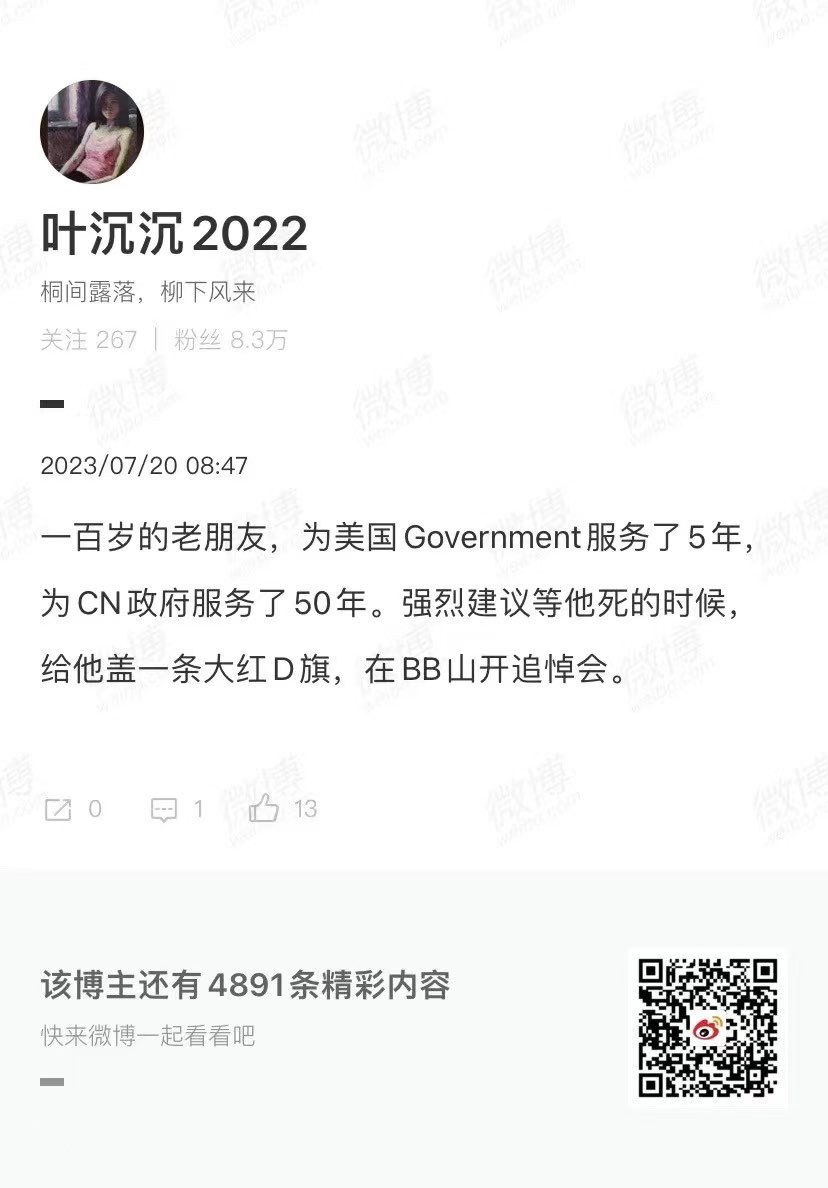 叶沉沉2022
桐间露落，柳下风来
关注 267 | 粉丝 8.3万
2023/07/20 08:47
一百岁的老朋友，为美国Government服务了5年，
为CN政府服务了50年。强烈建议等他死的时候，
给他盖一条大红D旗，在BB山开追悼会。
0 1 13
该博主还有4891条精彩内容
快来微博一起看看吧
微博
weibo.com